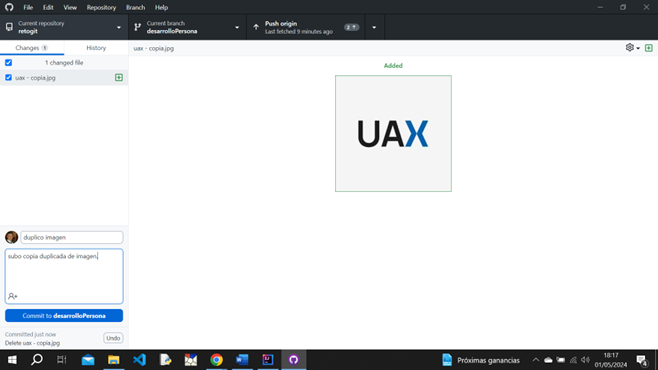 File Edit View Repository Branch Help
Current repository
retogit
Current branch
desarrolloPersona
Push origin
Last fetched 9 minutes ago
Changes 1
History
uax - copia.jpg
1 changed file
uax - copia.jpg
Added
UAX
duplico imagen
subo copia duplicada de imagen,
Commit to desarrolloPersona
Committed just now
Delete uax - copia.jpg
Undo
Próximas ganancias
18:17
01/05/2024